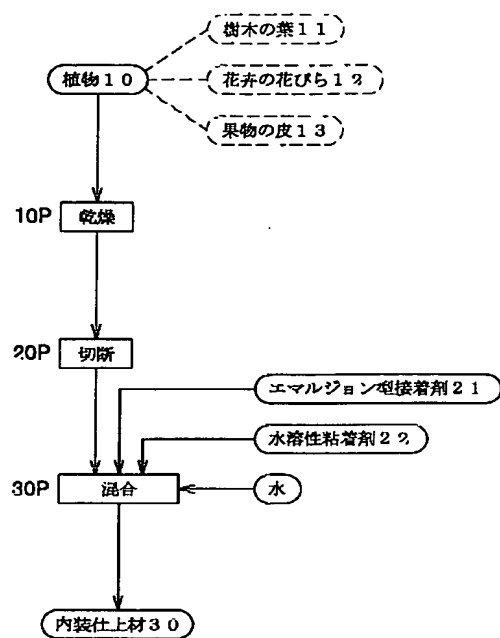 樹木の葉11
植物10
花卉の花びら12
果物の皮13
10P 乾燥
20P 切断
エマルジョン型接着剤21
水溶性粘着剤22
30P 混合
水
内装仕上材30